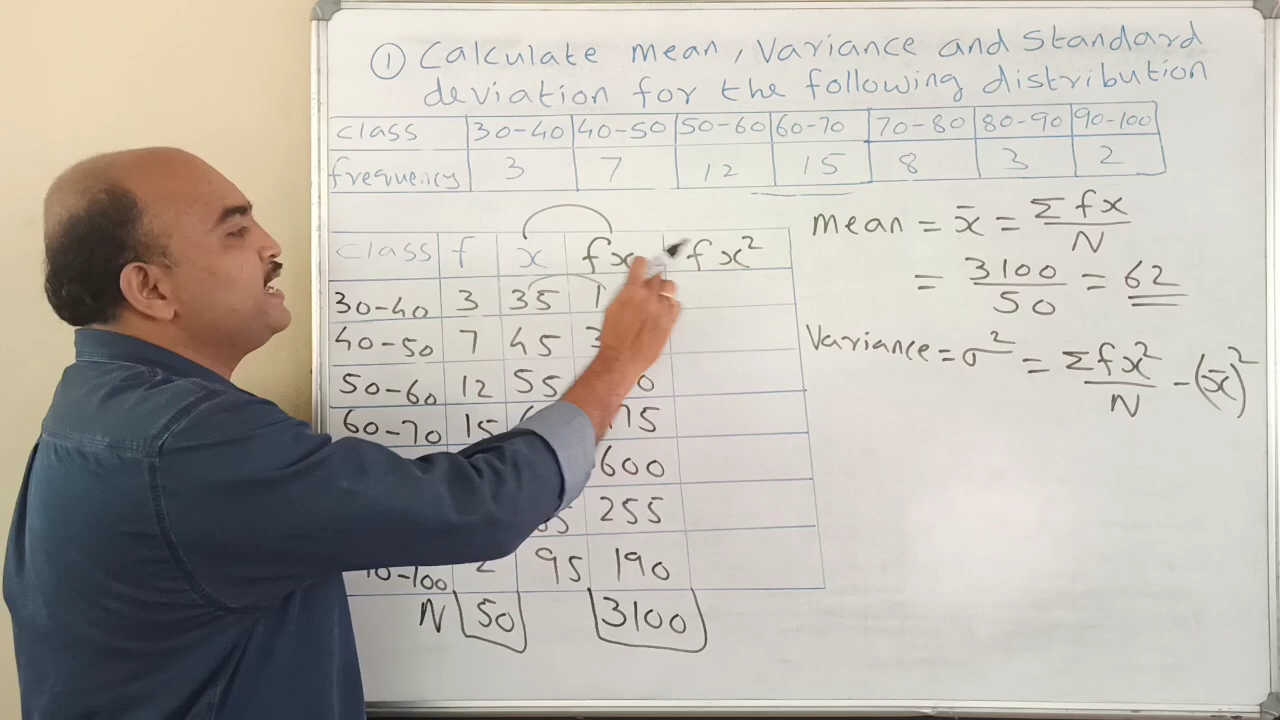 ① Calculate mean, Variance and Standard
deviation for the following distribution
class 30-40 40-50 50-60 60-70 70-80 80-90 90-100
frequency 3 7 12 15 8 3 2
Class f x fx fx²
30-40 3 35
40-50 7 45
50-60 12 55
60-70 15
600
255
95 190
N 50 3100
mean = x̄ = Σfx/N
= 3100/50 = 62
Variance = σ² = Σfx²/N - (x̄)²